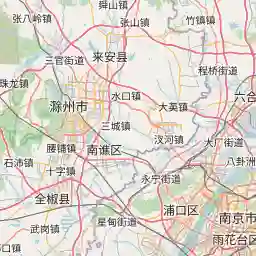 舜山镇
竹镇镇
张八岭镇
张山镇
来安县
三官街道
程桥街道
珠龙镇
水口镇
六合
滁州市
大英镇
三城镇
汊河镇
大厂街道
腰铺镇
南谯区
石沛镇
八卦洲
十字镇
永宁街道
全椒县
浦口区
南京市
星甸街道
武岗镇
雨花台区
口镇